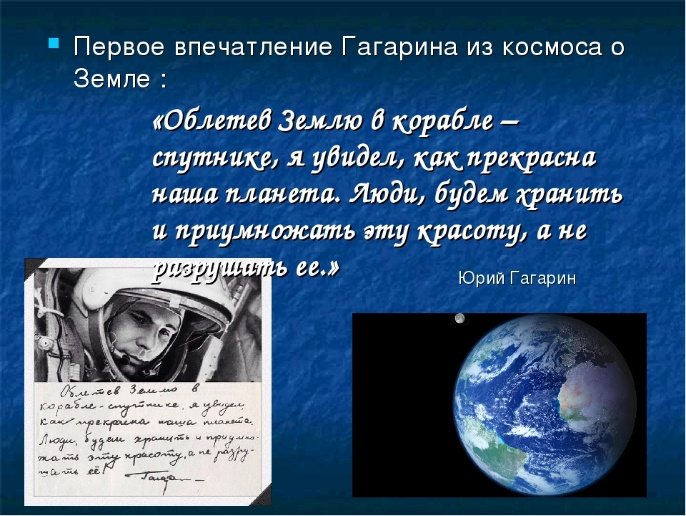 Первое впечатление Гагарина из космоса о
Земле :
«Облетев Землю в корабле –
спутнике, я увидел, как прекрасна
наша планета. Люди, будем хранить
и приумножать эту красоту, а не
разрушать ее.»
Юрий Гагарин
Облетев Землю в
корабле-спутнике, я увидел
как прекрасна наша планета.
Люди, будем хранить и приумно-
жать эту красоту, а не разру-
шать её!
Гагарин